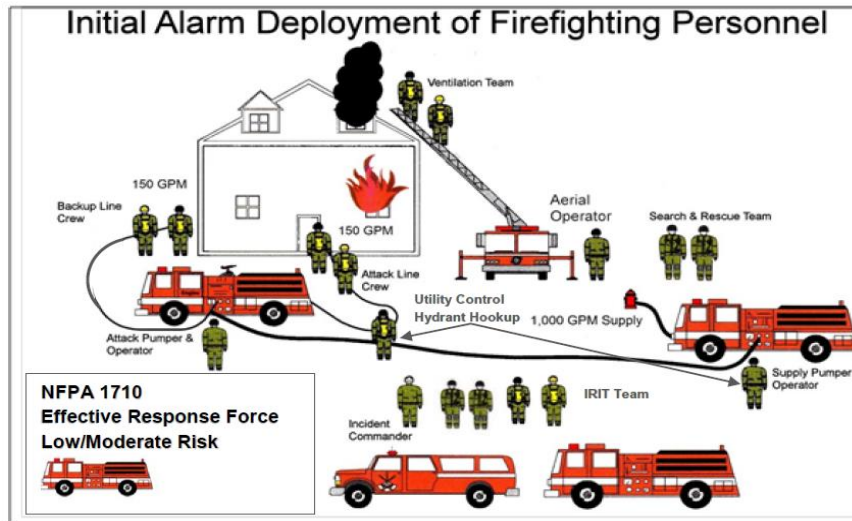 Initial Alarm Deployment of Firefighting Personnel
Ventilation Team
150 GPM
Backup Line
Crew
150 GPM
Aerial
Operator
Search & Rescue Team
Attack Line
Crew
Utility Control
Hydrant Hookup
1,000 GPM Supply
Attack Pumper &
Operator
Supply Pumper
Operator
IRIT Team
Incident
Commander
NFPA 1710
Effective Response Force
Low/Moderate Risk